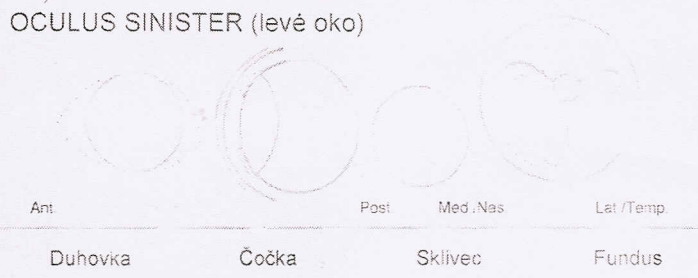 OCULUS SINISTER (levé oko)
Ant. Post. Med./Nas. Lat./Temp.
Duhovka Čočka Sklivec Fundus